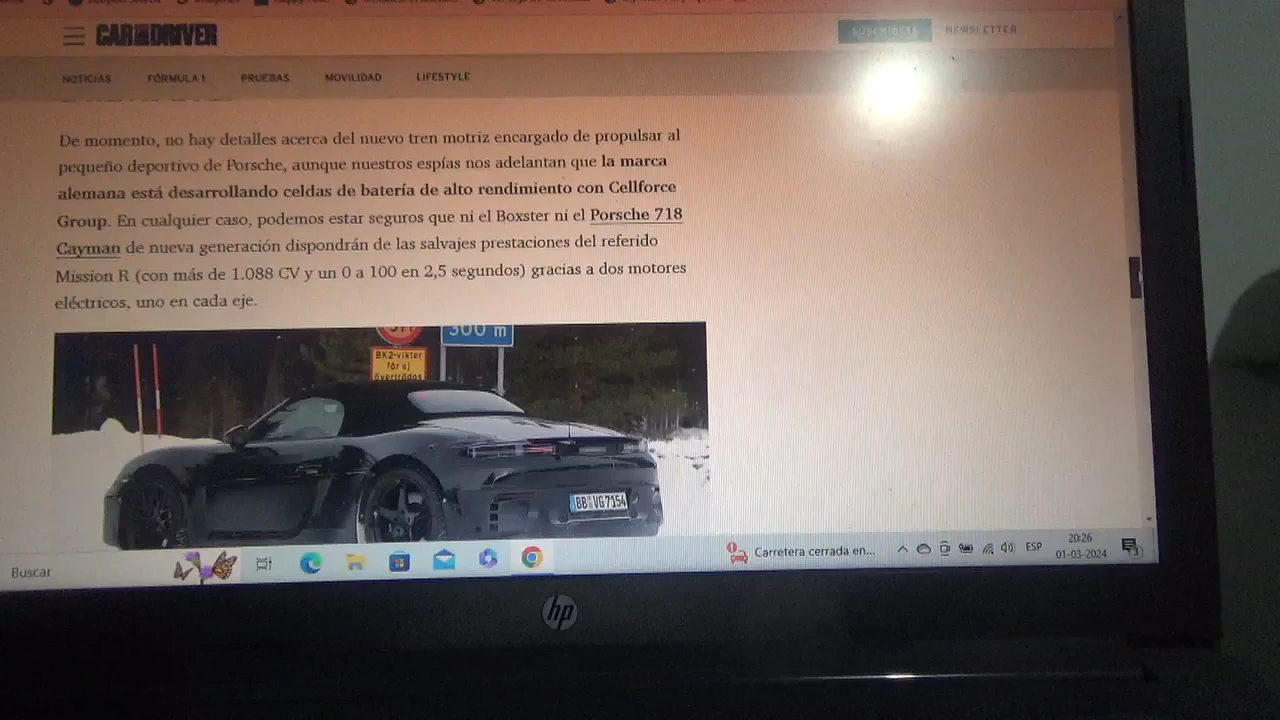 CAR AND DRIVER
SUSCRÍBETE
NEWSLETTER
NOTICIAS FÓRMULA 1 PRUEBAS MOVILIDAD LIFESTYLE
De momento, no hay detalles acerca del nuevo tren motriz encargado de propulsar al
pequeño deportivo de Porsche, aunque nuestros espías nos adelantan que la marca
alemana está desarrollando celdas de batería de alto rendimiento con Cellforce
Group. En cualquier caso, podemos estar seguros que ni el Boxster ni el Porsche 718
Cayman de nueva generación dispondrán de las salvajes prestaciones del referido
Mission R (con más de 1.088 CV y un 0 a 100 en 2,5 segundos) gracias a dos motores
eléctricos, uno en cada eje.
300 m
BK2-vikter
får ej
överträdas
BB VG 7154
Buscar
Carretera cerrada en...
ESP
20:26
01-03-2024
3
hp